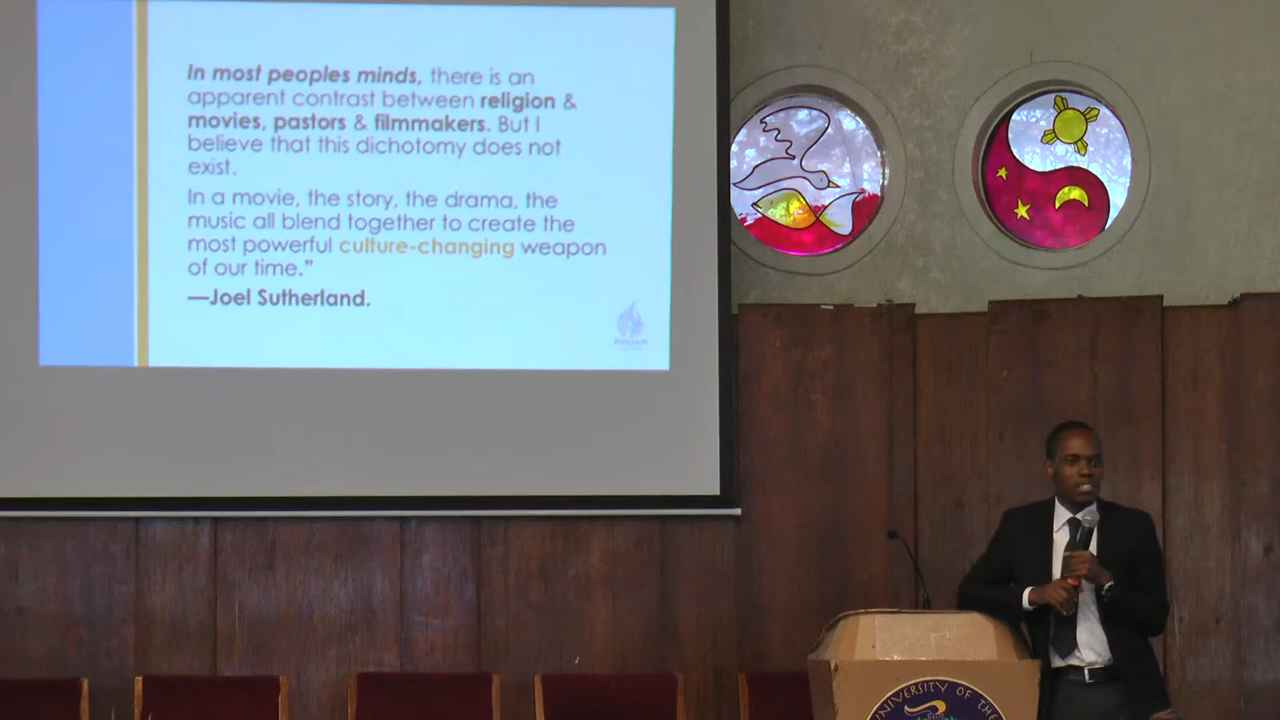 In most peoples minds, there is an
apparent contrast between religion &
movies, pastors & filmmakers. But I
believe that this dichotomy does not
exist.
In a movie, the story, the drama, the
music all blend together to create the
most powerful culture-changing weapon
of our time.”
—Joel Sutherland.
UNIVERSITY OF THE